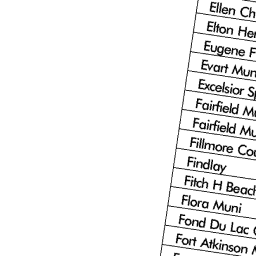 Ellen Ch
Elton He
Eugene F
Evart Mun
Excelsior Sp
Fairfield Mu
Fairfield Mu
Fillmore Cou
Findlay
Fitch H Beach
Flora Muni
Fond Du Lac
Fort Atkinson